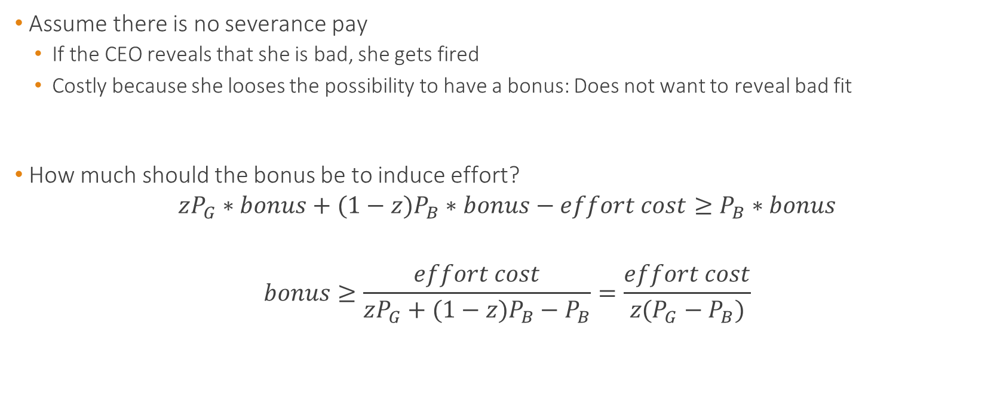 • Assume there is no severance pay
• If the CEO reveals that she is bad, she gets fired
• Costly because she looses the possibility to have a bonus: Does not want to reveal bad fit
• How much should the bonus be to induce effort?
$zP_G * bonus + (1 - z)P_B * bonus - effort\ cost \geq P_B * bonus$
$bonus \geq \frac{effort\ cost}{zP_G + (1 - z)P_B - P_B} = \frac{effort\ cost}{z(P_G - P_B)}$